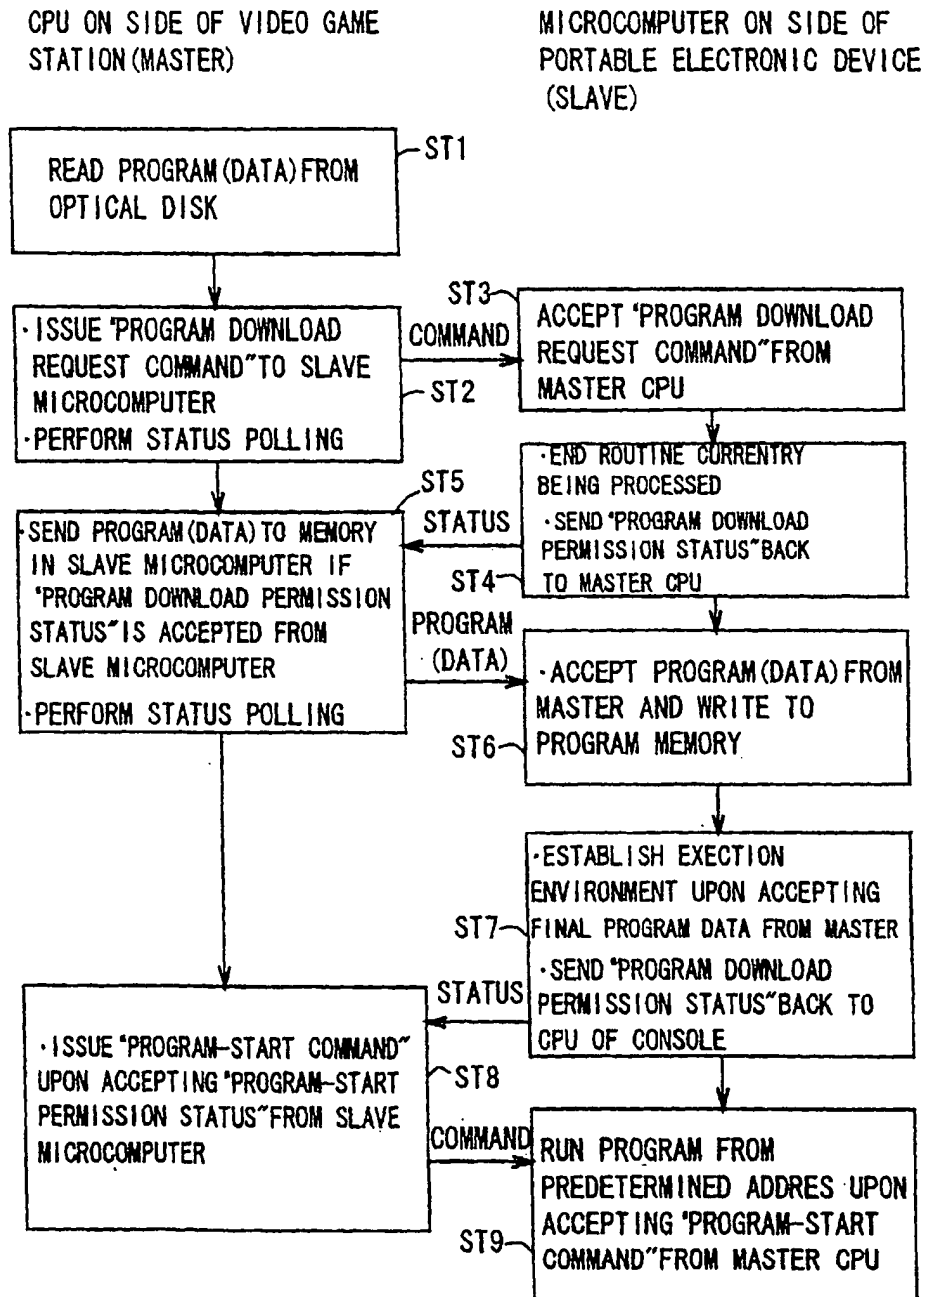 CPU ON SIDE OF VIDEO GAME
STATION(MASTER)
MICROCOMPUTER ON SIDE OF
PORTABLE ELECTRONIC DEVICE
(SLAVE)
ST1
READ PROGRAM(DATA)FROM
OPTICAL DISK
·ISSUE "PROGRAM DOWNLOAD
REQUEST COMMAND"TO SLAVE
MICROCOMPUTER
·PERFORM STATUS POLLING
ST2
COMMAND
ST3
ACCEPT "PROGRAM DOWNLOAD
REQUEST COMMAND"FROM
MASTER CPU
·END ROUTINE CURRENTRY
BEING PROCESSED
·SEND "PROGRAM DOWNLOAD
PERMISSION STATUS"BACK
TO MASTER CPU
ST4
STATUS
ST5
·SEND PROGRAM(DATA) TO MEMORY
IN SLAVE MICROCOMPUTER IF
"PROGRAM DOWNLOAD PERMISSION
STATUS"IS ACCEPTED FROM
SLAVE MICROCOMPUTER
·PERFORM STATUS POLLING
PROGRAM
(DATA)
·ACCEPT PROGRAM(DATA)FROM
MASTER AND WRITE TO
PROGRAM MEMORY
ST6
·ESTABLISH EXECTION
ENVIRONMENT UPON ACCEPTING
FINAL PROGRAM DATA FROM MASTER
·SEND "PROGRAM DOWNLOAD
PERMISSION STATUS"BACK TO
CPU OF CONSOLE
ST7
STATUS
·ISSUE "PROGRAM-START COMMAND"
UPON ACCEPTING "PROGRAM-START
PERMISSION STATUS"FROM SLAVE
MICROCOMPUTER
ST8
COMMAND
RUN PROGRAM FROM
PREDETERMINED ADDRES UPON
ACCEPTING "PROGRAM-START
COMMAND"FROM MASTER CPU
ST9